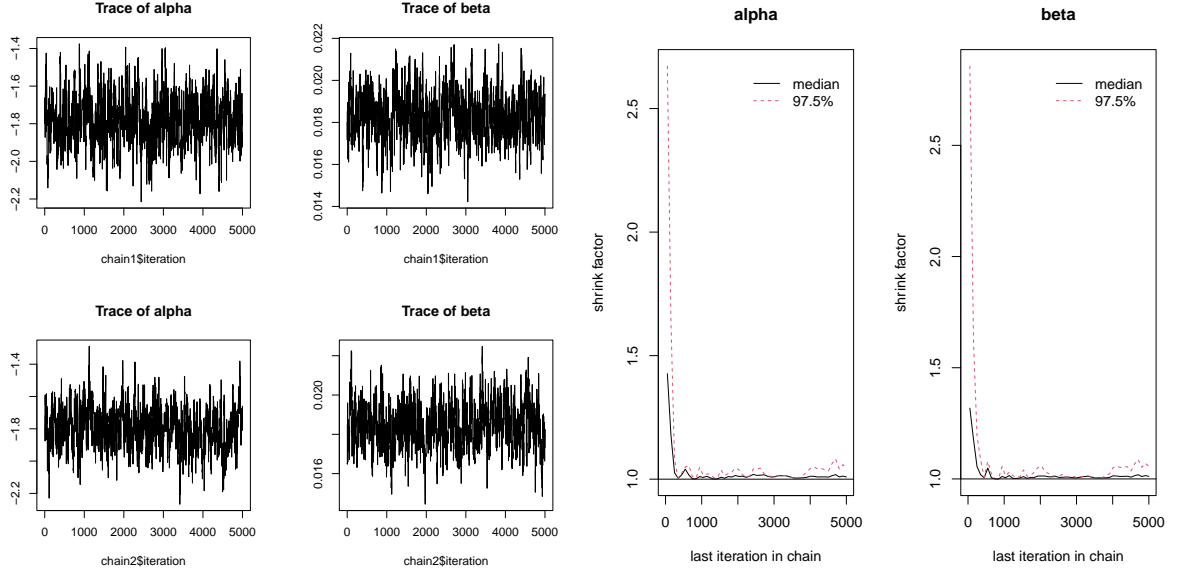 Trace of alpha
−2.2 −2.0 −1.8 −1.6 −1.4
0 1000 2000 3000 4000 5000
chain1$iteration
Trace of beta
0.014 0.016 0.018 0.020 0.022
0 1000 2000 3000 4000 5000
chain1$iteration
Trace of alpha
−2.2 −1.8 −1.4
0 1000 2000 3000 4000 5000
chain2$iteration
Trace of beta
0.016 0.020
0 1000 2000 3000 4000 5000
chain2$iteration
alpha
median
97.5%
1.0 1.5 2.0 2.5
shrink factor
0 1000 3000 5000
last iteration in chain
beta
median
97.5%
1.0 1.5 2.0 2.5
shrink factor
0 1000 3000 5000
last iteration in chain